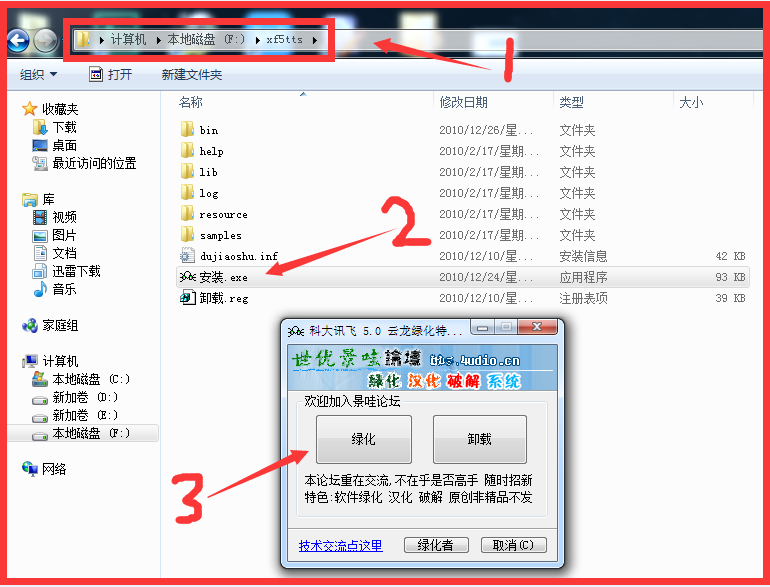 计算机 本地磁盘 (F:) xf5tts
1
组织 打开 新建文件夹
名称 修改日期 类型 大小
收藏夹
下载
桌面
最近访问的位置
库
视频
图片
文档
迅雷下载
音乐
家庭组
计算机
本地磁盘 (C:)
新加卷 (D:)
新加卷 (E:)
本地磁盘 (F:)
网络
bin 2010/12/26/星... 文件夹
help 2010/2/17/星期... 文件夹
lib 2010/2/17/星期... 文件夹
log 2010/2/17/星期... 文件夹
resource 2010/2/17/星期... 文件夹
samples 2010/2/17/星期... 文件夹
dujiaoshu.inf 2010/12/10/星... 安装信息 42 KB
安装.exe 2010/12/24/星... 应用程序 93 KB
卸载.reg 2010/12/10/星... 注册表项 39 KB
2
科大讯飞 5.0 云龙绿化特...
世优景哇論壇 bbs.4udio.cn
绿化 汉化 破解 系统
欢迎加入景哇论坛
绿化 卸载
3
本论坛重在交流,不在乎是否高手 随时招新
特色:软件绿化 汉化 破解 原创非精品不发
技术交流点这里 绿化者 取消(C)